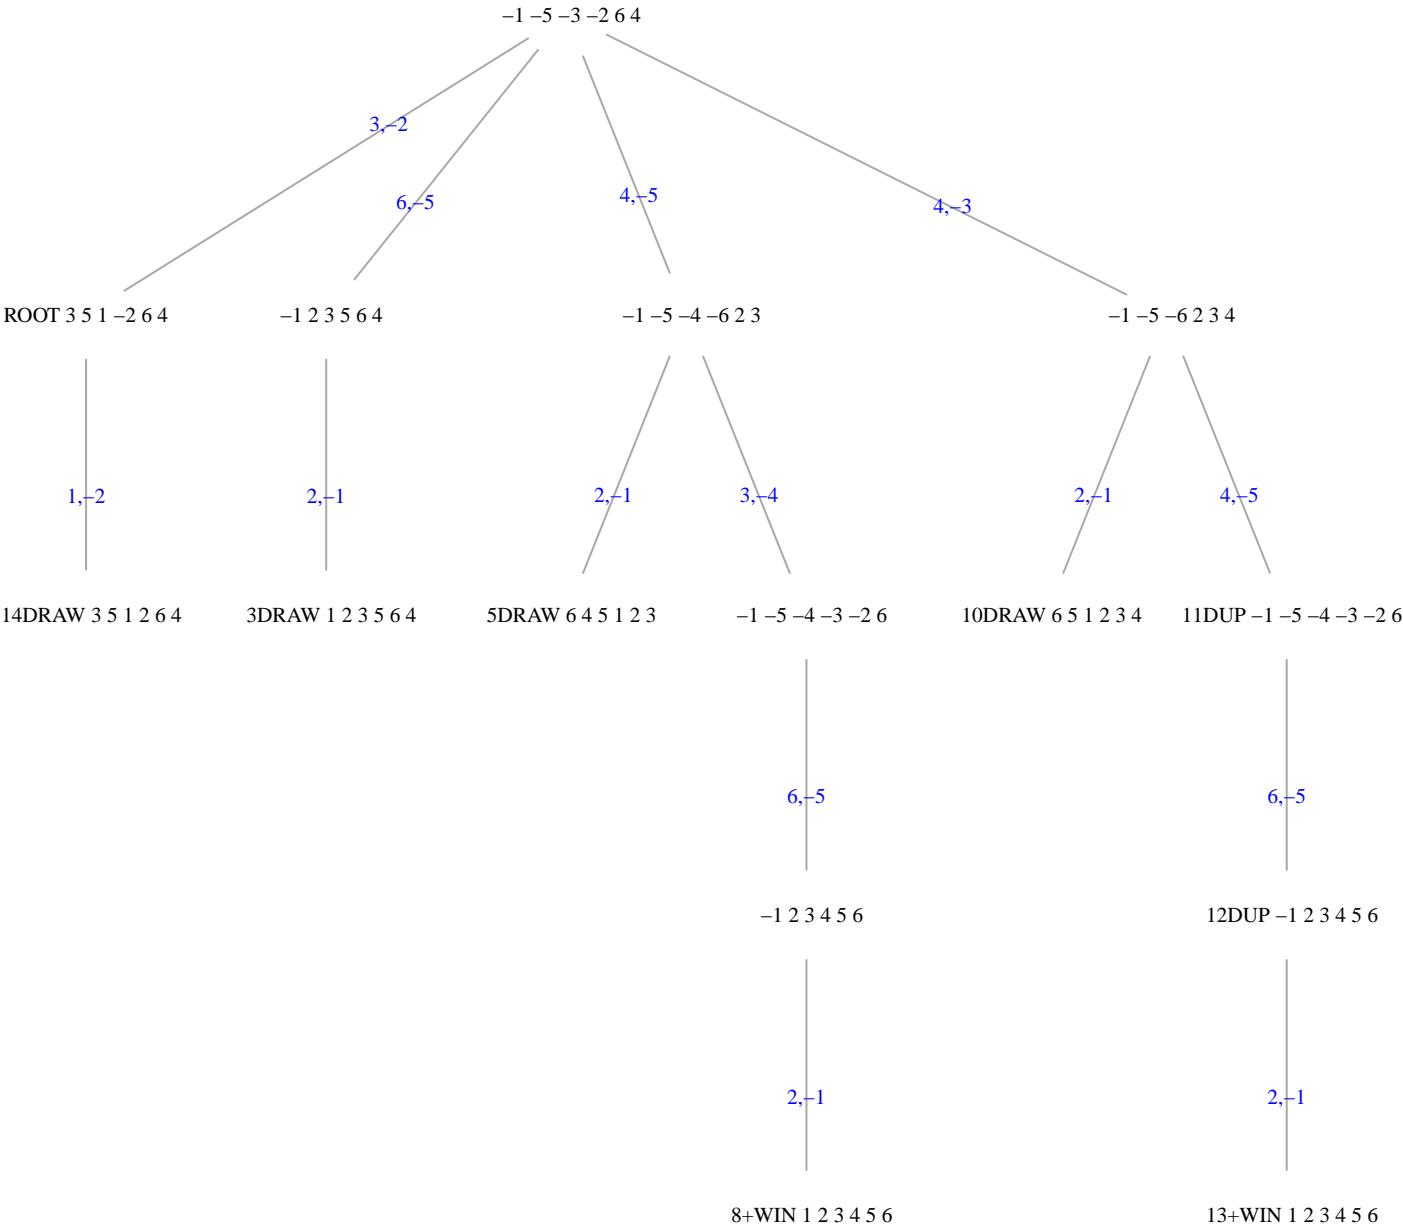 −1 −5 −3 −2 6 4
3,−2
6,−5
4,−5
4,−3
ROOT 3 5 1 −2 6 4
−1 2 3 5 6 4
−1 −5 −4 −6 2 3
−1 −5 −6 2 3 4
1,−2
2,−1
2,−1
3,−4
2,−1
4,−5
14DRAW 3 5 1 2 6 4
3DRAW 1 2 3 5 6 4
5DRAW 6 4 5 1 2 3
−1 −5 −4 −3 −2 6
10DRAW 6 5 1 2 3 4
11DUP −1 −5 −4 −3 −2 6
6,−5
6,−5
−1 2 3 4 5 6
12DUP −1 2 3 4 5 6
2,−1
2,−1
8+WIN 1 2 3 4 5 6
13+WIN 1 2 3 4 5 6